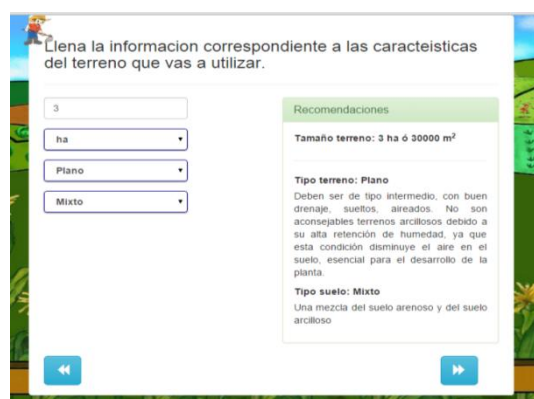 Llena la informacion correspondiente a las caracteisticas
del terreno que vas a utilizar.
3
ha
Plano
Mixto
Recomendaciones
Tamaño terreno: 3 ha ó 30000 m²
Tipo terreno: Plano
Deben ser de tipo intermedio, con buen
drenaje, sueltos, aireados. No son
aconsejables terrenos arcillosos debido a
su alta retención de humedad, ya que
esta condición disminuye el aire en el
suelo, esencial para el desarrollo de la
planta.
Tipo suelo: Mixto
Una mezcla del suelo arenoso y del suelo
arcilloso